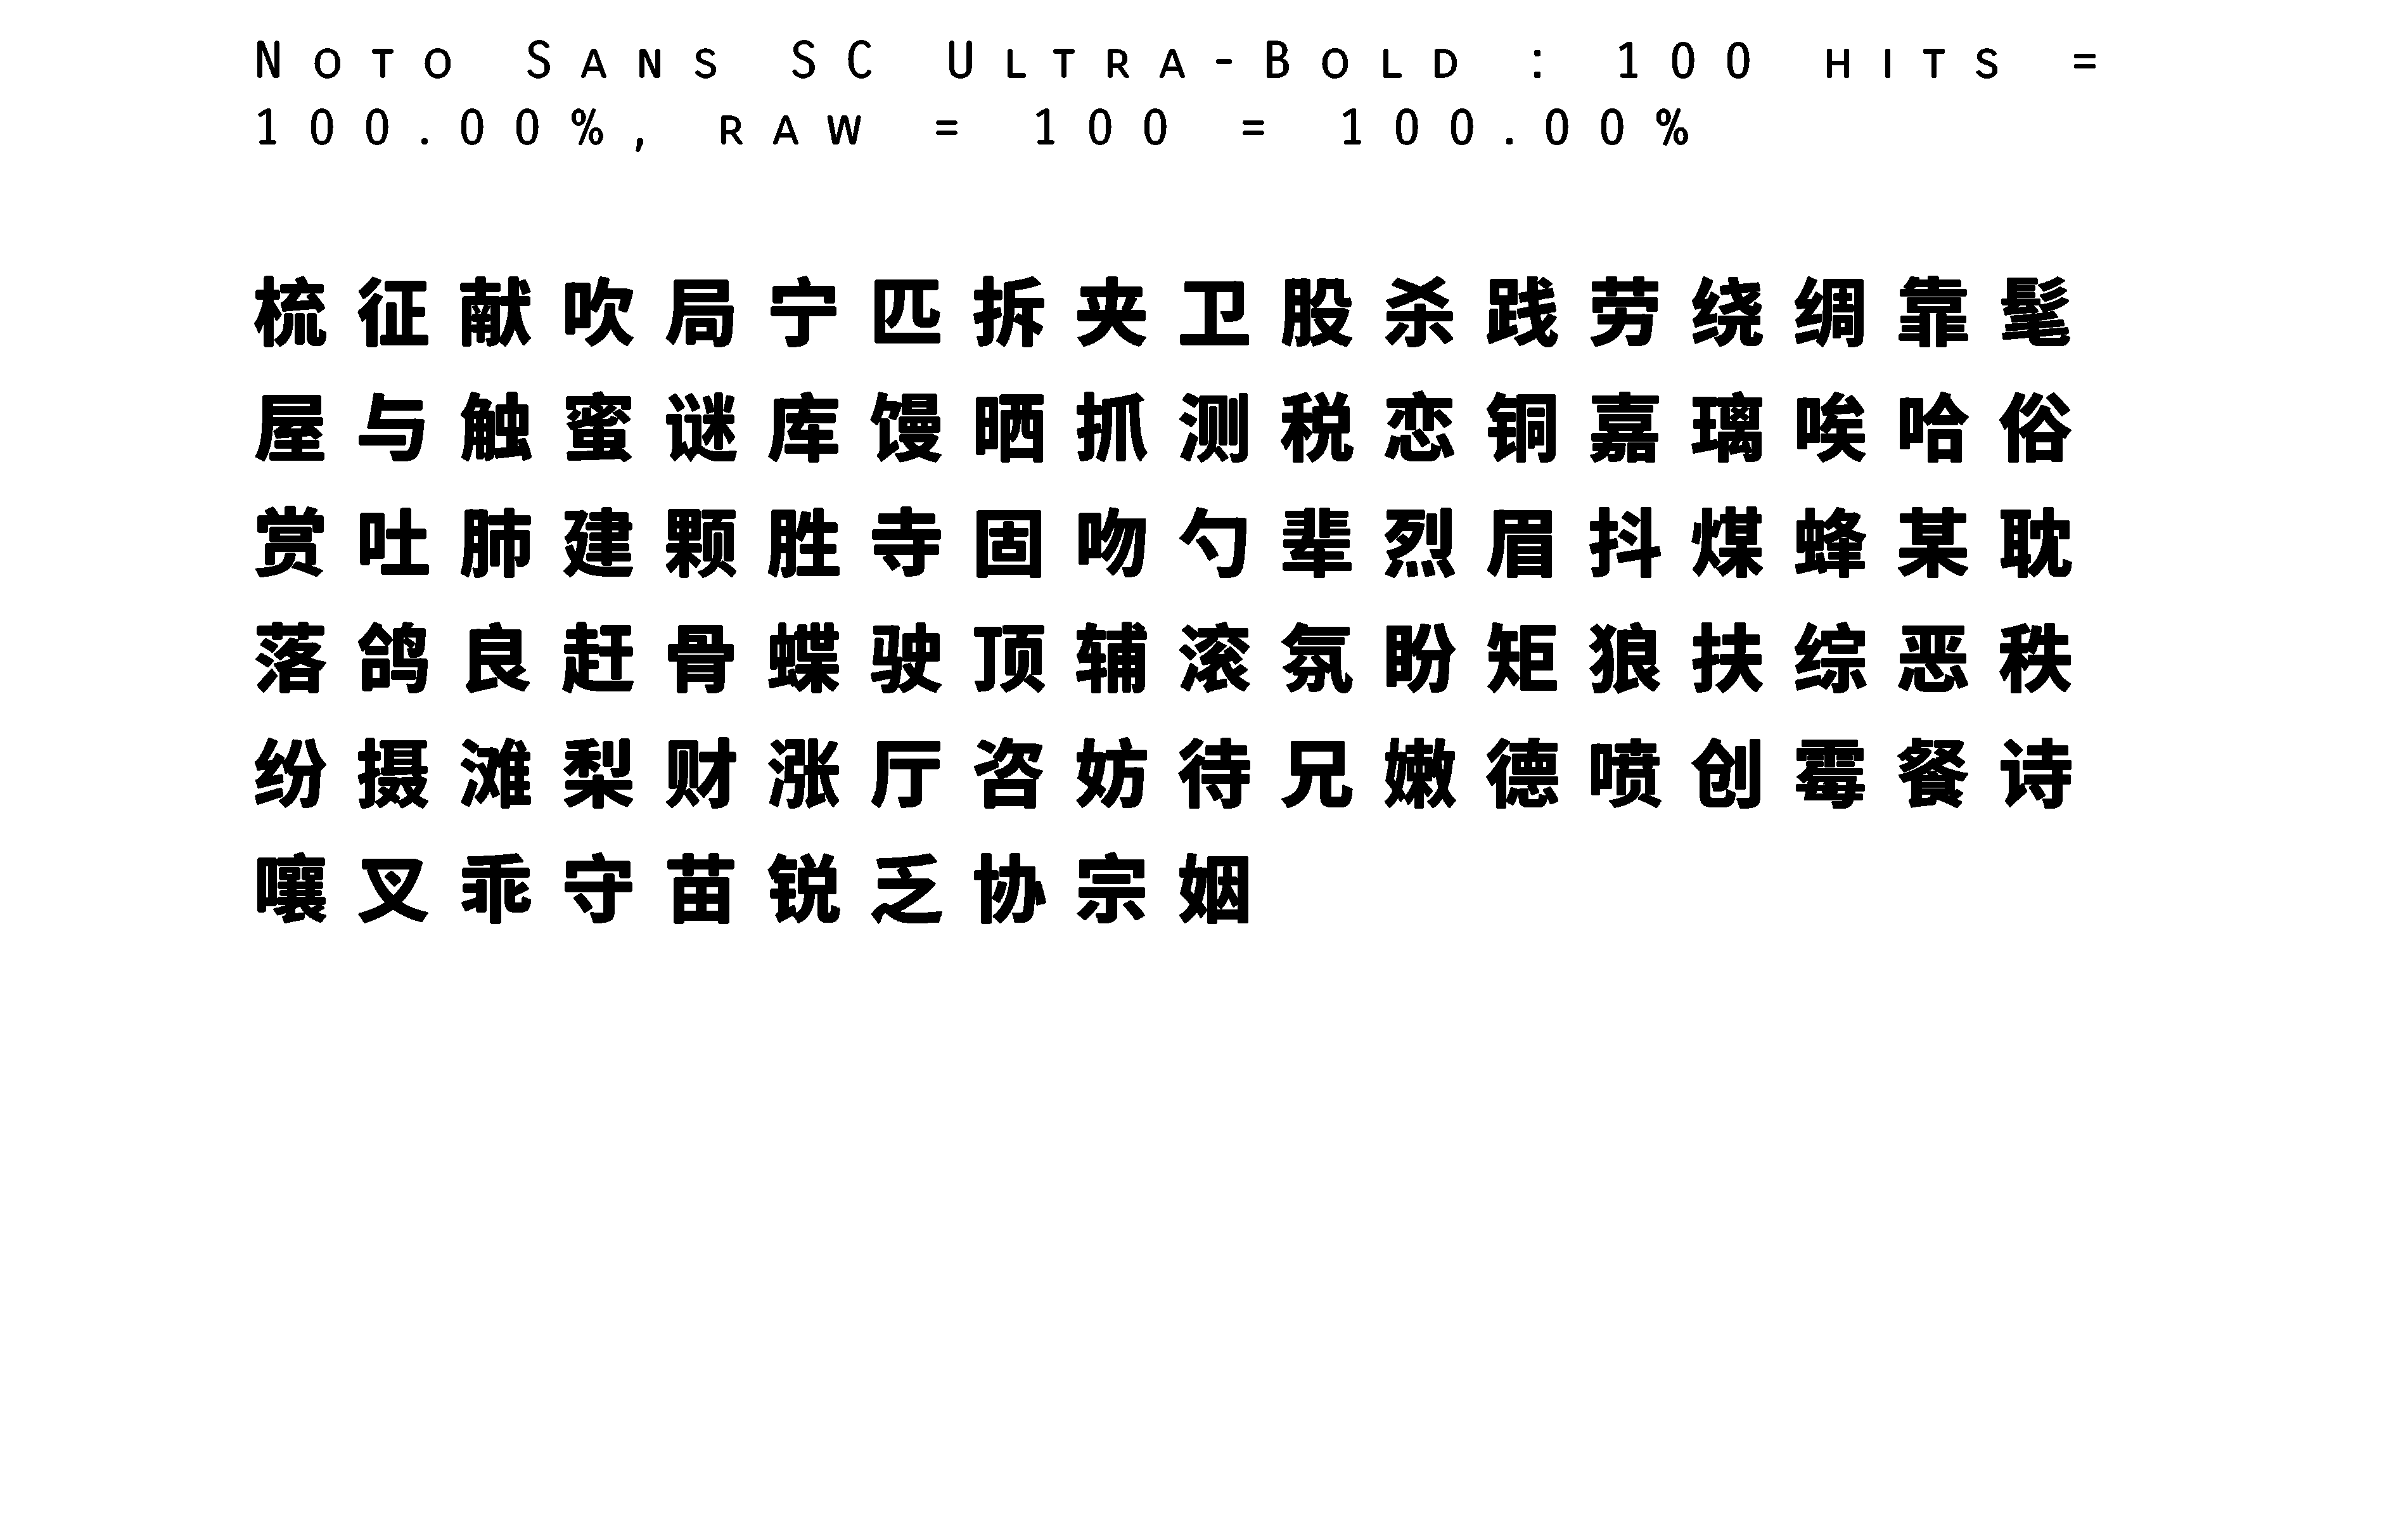 Noto Sans SC Ultra-Bold : 100 hits =
100.00%, raw = 100 = 100.00%
梳征献吹局宁匹拆夹卫股杀践劳绕绸靠髦
屋与触蜜谜库馒晒抓测税恋铜嘉璃唉哈俗
赏吐肺建颗胜寺固吻勺辈烈眉抖煤蜂某耽
落鸽良赶骨蝶驶顶辅滚氛盼矩狼扶综恶秩
纷摄滩梨财涨厅咨妨待兄嫩德喷创霉餐诗
嚷叉乖守苗锐乏协宗姻